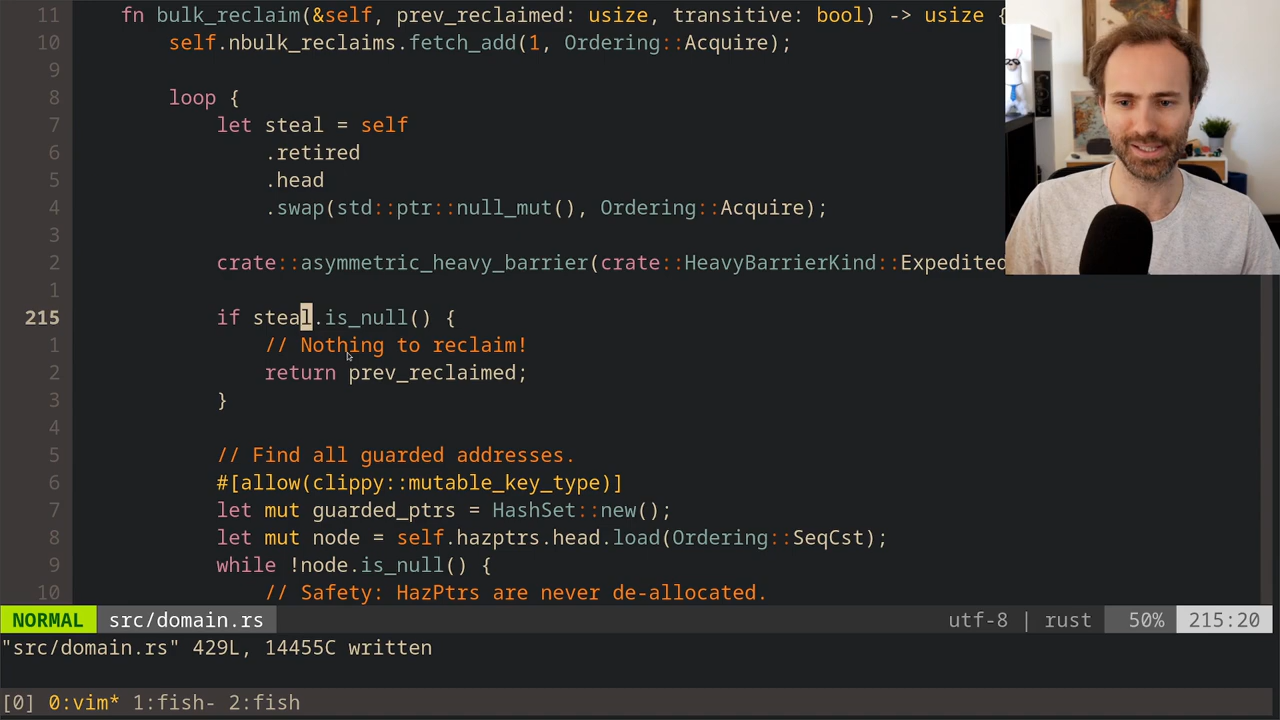 11 fn bulk_reclaim(&self, prev_reclaimed: usize, transitive: bool) -> usize {
10 self.nbulk_reclaims.fetch_add(1, Ordering::Acquire);
9
8 loop {
7 let steal = self
6 .retired
5 .head
4 .swap(std::ptr::null_mut(), Ordering::Acquire);
3
2 crate::asymmetric_heavy_barrier(crate::HeavyBarrierKind::Expedited
1
215 if steal.is_null() {
1 // Nothing to reclaim!
2 return prev_reclaimed;
3 }
4
5 // Find all guarded addresses.
6 #[allow(clippy::mutable_key_type)]
7 let mut guarded_ptrs = HashSet::new();
8 let mut node = self.hazptrs.head.load(Ordering::SeqCst);
9 while !node.is_null() {
10 // Safety: HazPtrs are never de-allocated.
NORMAL src/domain.rs utf-8 | rust 50% 215:20
"src/domain.rs" 429L, 14455C written
[0] 0:vim* 1:fish- 2:fish